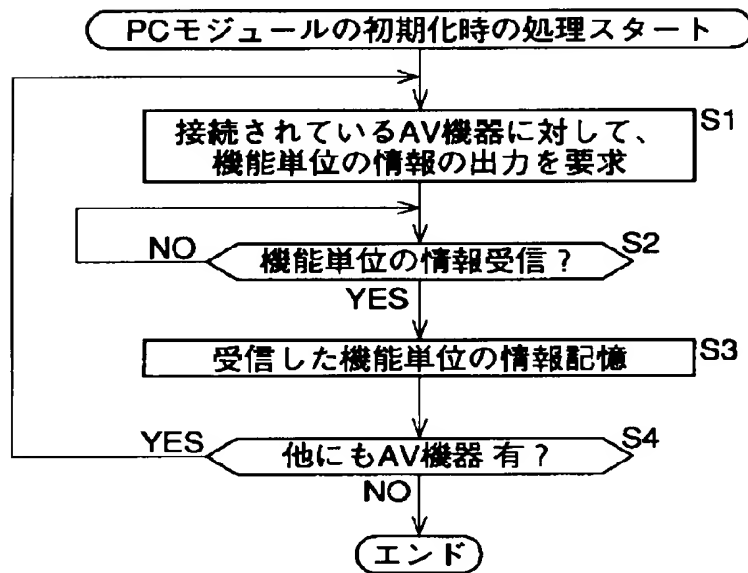 PCモジュールの初期化時の処理スタート
S1
接続されているAV機器に対して、
機能単位の情報の出力を要求
NO
機能単位の情報受信？
S2
YES
受信した機能単位の情報記憶
S3
YES
他にもAV機器 有？
S4
NO
エンド